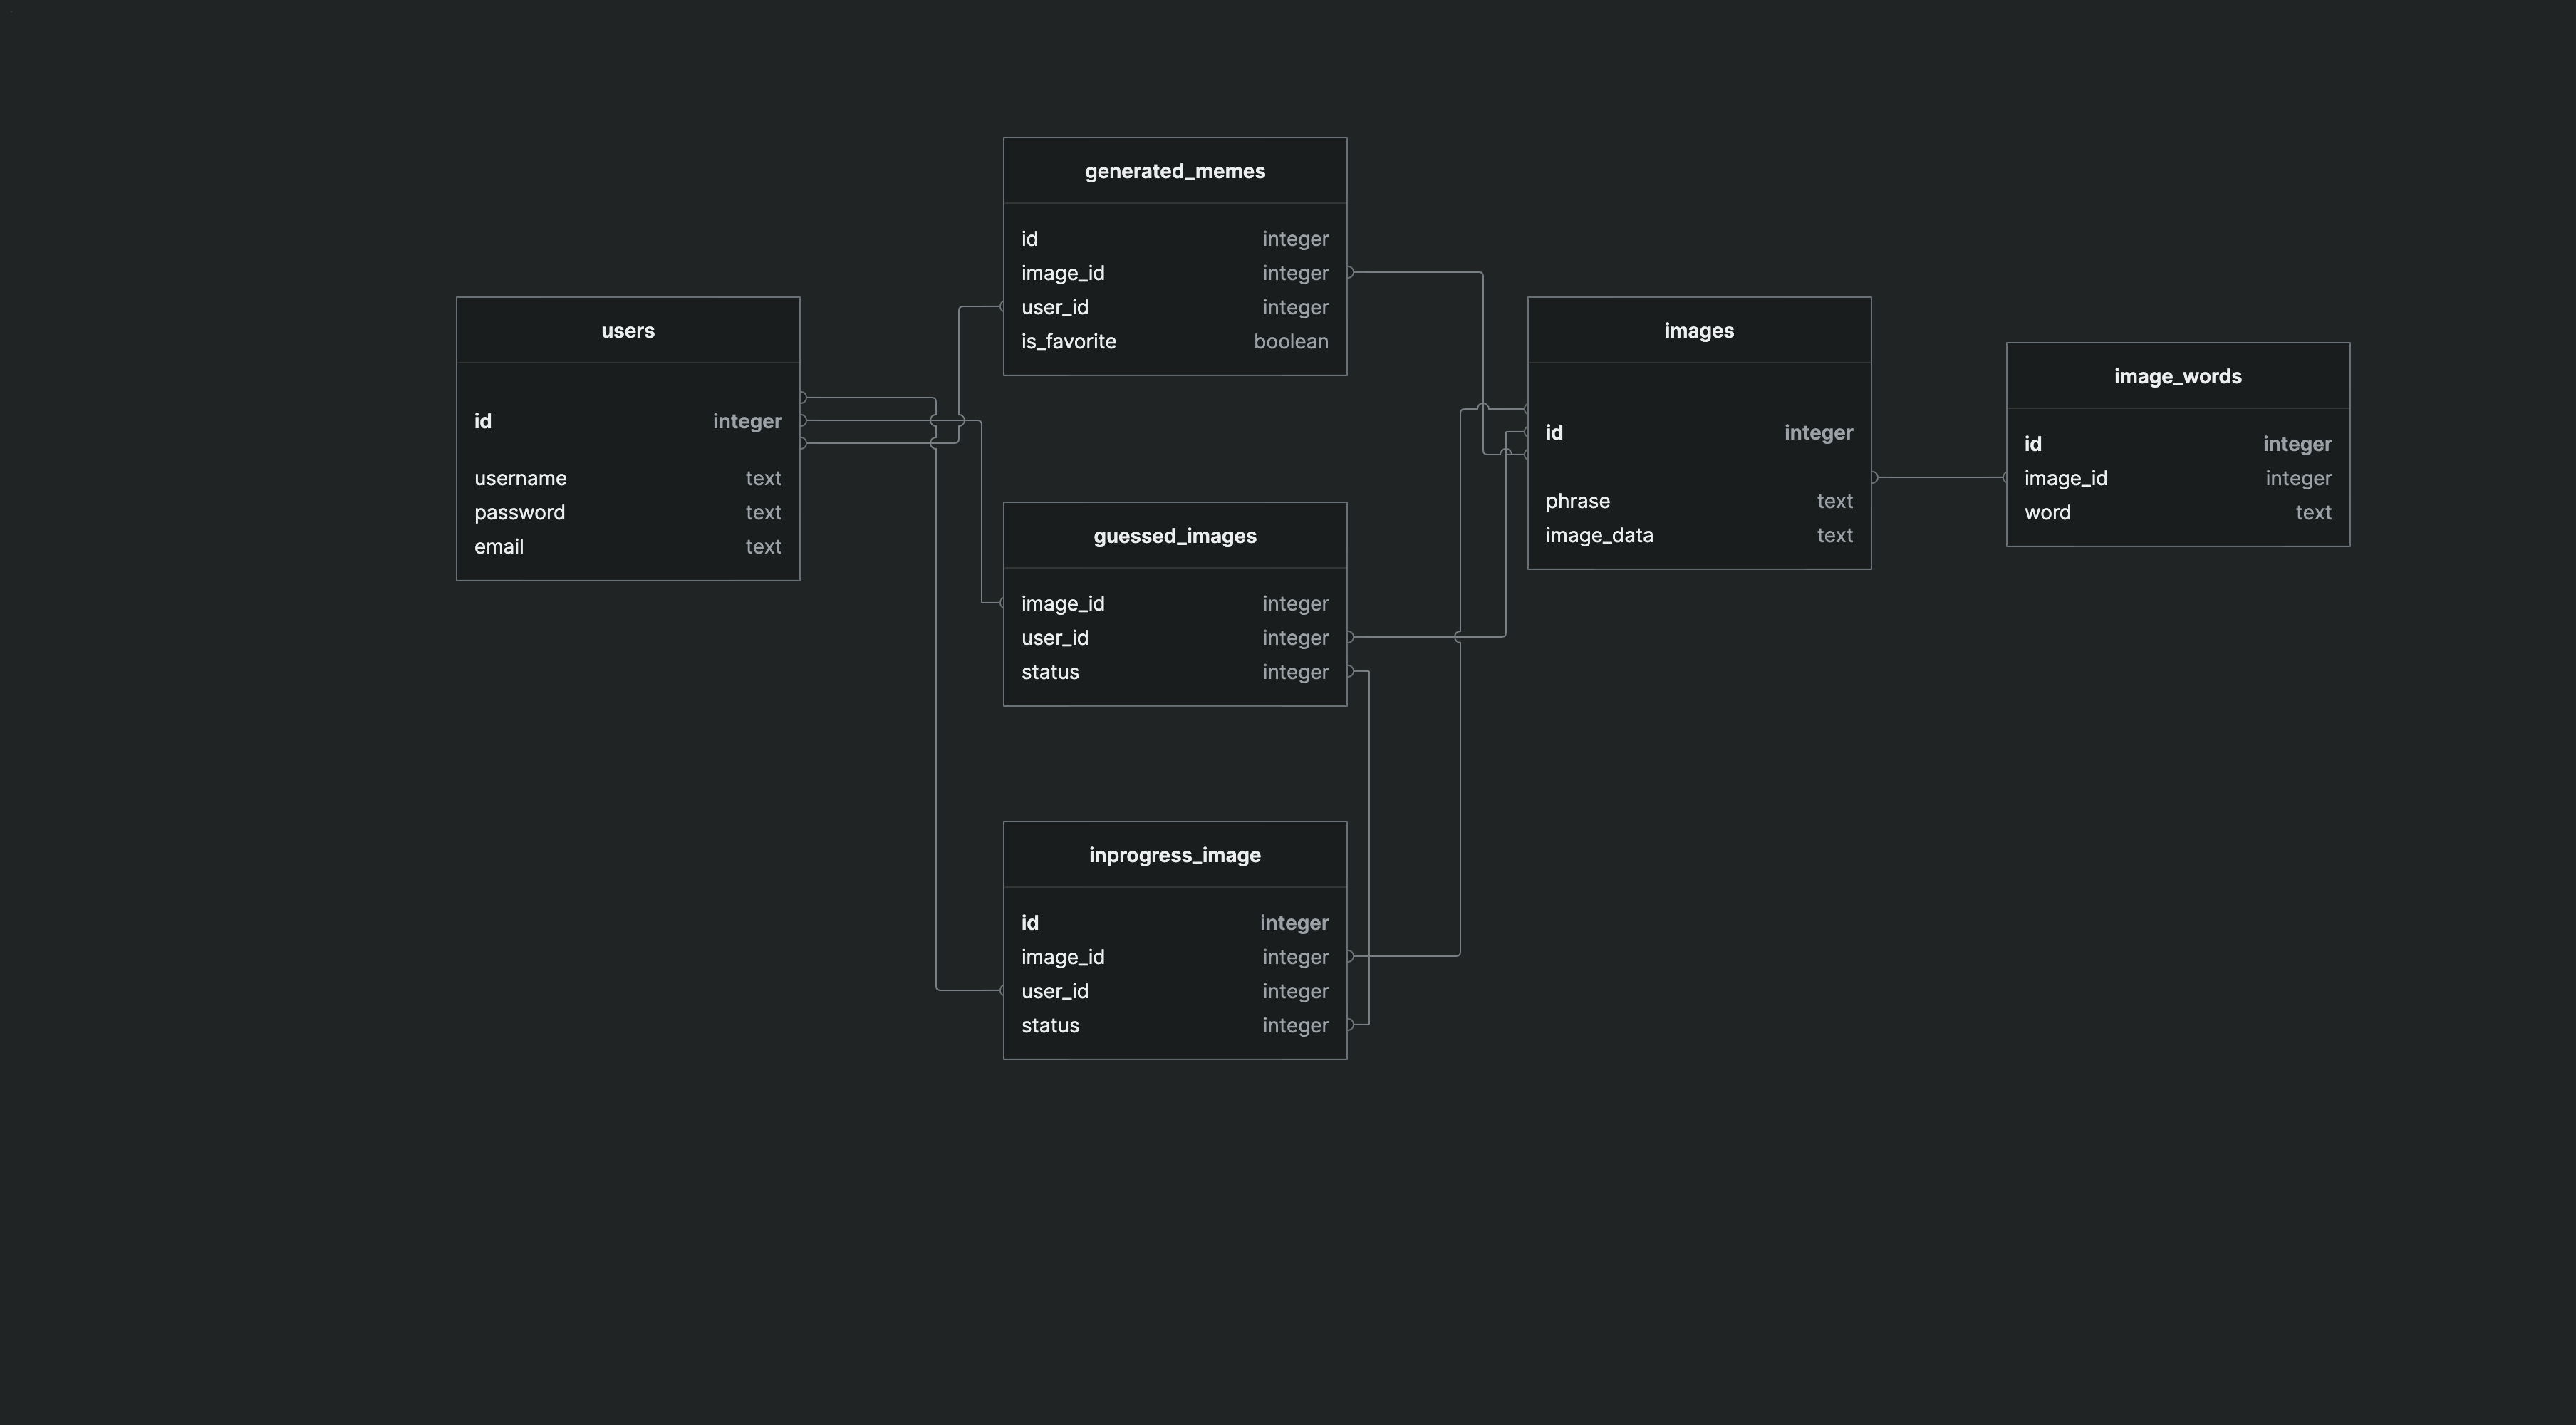 users
id integer
username text
password text
email text
generated_memes
id integer
image_id integer
user_id integer
is_favorite boolean
guessed_images
image_id integer
user_id integer
status integer
inprogress_image
id integer
image_id integer
user_id integer
status integer
images
id integer
phrase text
image_data text
image_words
id integer
image_id integer
word text